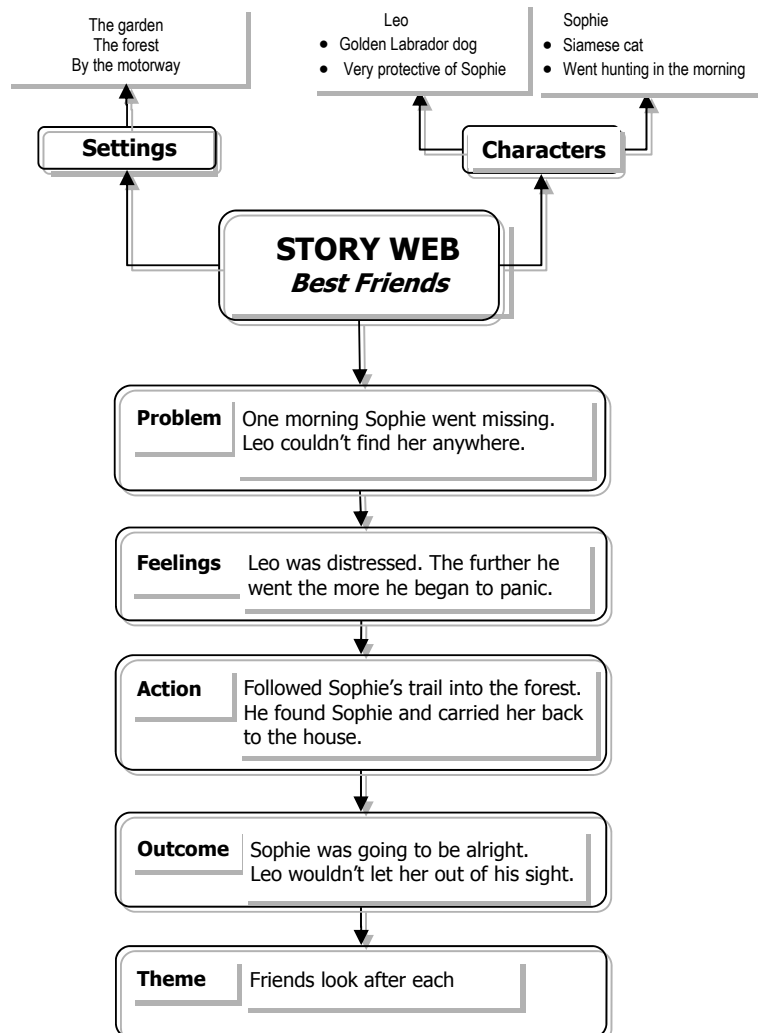 The garden
The forest
By the motorway
Leo
• Golden Labrador dog
• Very protective of Sophie
Sophie
• Siamese cat
• Went hunting in the morning
Settings
Characters
STORY WEB
Best Friends
Problem
One morning Sophie went missing.
Leo couldn’t find her anywhere.
Feelings
Leo was distressed. The further he
went the more he began to panic.
Action
Followed Sophie’s trail into the forest.
He found Sophie and carried her back
to the house.
Outcome
Sophie was going to be alright.
Leo wouldn’t let her out of his sight.
Theme
Friends look after each